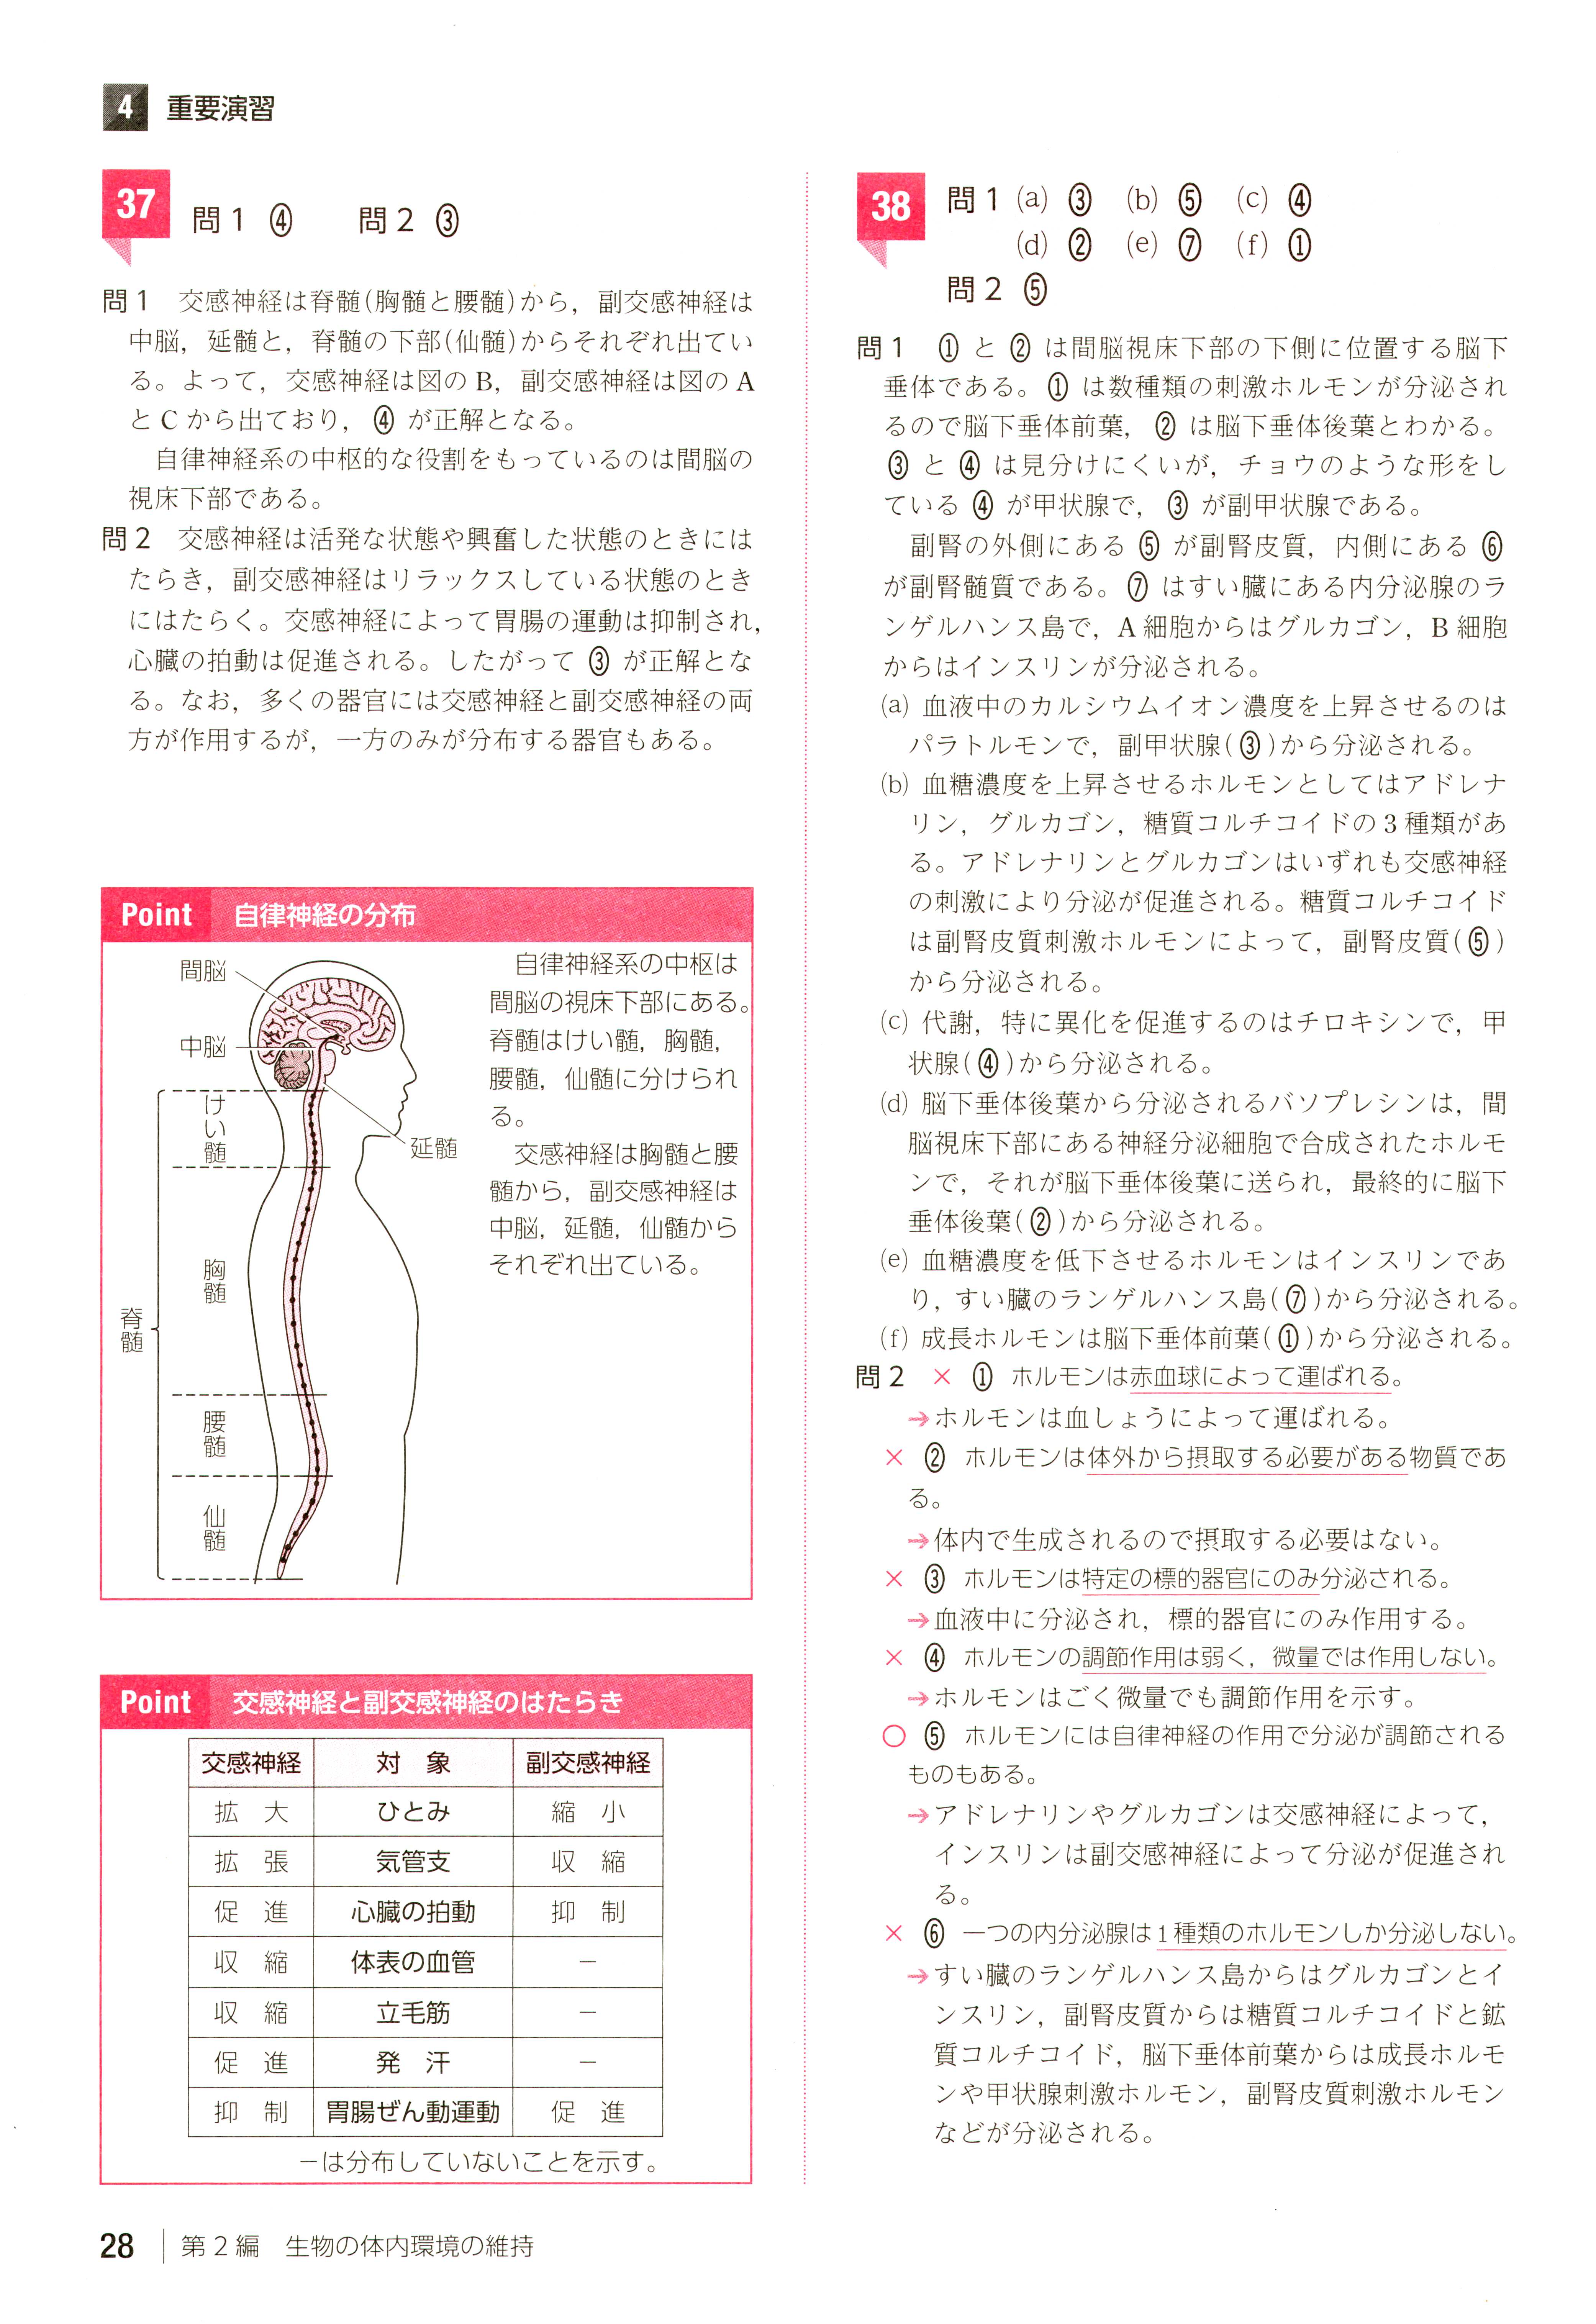 4 重要演習
37 問1 ④ 問2 ③
問1 交感神経は脊髄(胸髄と腰髄)から，副交感神経は
中脳，延髄と，脊髄の下部(仙髄)からそれぞれ出てい
る。よって，交感神経は図の B，副交感神経は図の A
と C から出ており，④ が正解となる。
自律神経系の中枢的な役割をもっているのは間脳の
視床下部である。
問2 交感神経は活発な状態や興奮した状態のときには
たらき，副交感神経はリラックスしている状態のとき
にはたらく。交感神経によって胃腸の運動は抑制され，
心臓の拍動は促進される。したがって ③ が正解とな
る。なお，多くの器官には交感神経と副交感神経の両
方が作用するが，一方のみが分布する器官もある。
Point 自律神経の分布
間脳
中脳
延髄
けい髄
胸髄
脊髄
腰髄
仙髄
自律神経系の中枢は
間脳の視床下部にある。
脊髄はけい髄，胸髄，
腰髄，仙髄に分けられ
る。
交感神経は胸髄と腰
髄から，副交感神経は
中脳，延髄，仙髄から
それぞれ出ている。
Point 交感神経と副交感神経のはたらき
交感神経 対 象 副交感神経
拡 大 ひとみ 縮 小
拡 張 気管支 収 縮
促 進 心臓の拍動 抑 制
収 縮 体表の血管 －
収 縮 立毛筋 －
促 進 発 汗 －
抑 制 胃腸ぜん動運動 促 進
－は分布していないことを示す。
38 問1 (a) ③ (b) ⑤ (c) ④
(d) ② (e) ⑦ (f) ①
問2 ⑤
問1 ① と ② は間脳視床下部の下側に位置する脳下
垂体である。① は数種類の刺激ホルモンが分泌され
るので脳下垂体前葉，② は脳下垂体後葉とわかる。
③ と ④ は見分けにくいが，チョウのような形をし
ている ④ が甲状腺で，③ が副甲状腺である。
副腎の外側にある ⑤ が副腎皮質，内側にある ⑥
が副腎髄質である。⑦ はすい臓にある内分泌腺のラ
ンゲルハンス島で，A 細胞からはグルカゴン，B 細胞
からはインスリンが分泌される。
(a) 血液中のカルシウムイオン濃度を上昇させるのは
パラトルモンで，副甲状腺(③)から分泌される。
(b) 血糖濃度を上昇させるホルモンとしてはアドレナ
リン，グルカゴン，糖質コルチコイドの3種類があ
る。アドレナリンとグルカゴンはいずれも交感神経
の刺激により分泌が促進される。糖質コルチコイド
は副腎皮質刺激ホルモンによって，副腎皮質(⑤)
から分泌される。
(c) 代謝，特に異化を促進するのはチロキシンで，甲
状腺(④)から分泌される。
(d) 脳下垂体後葉から分泌されるバソプレシンは，間
脳視床下部にある神経分泌細胞で合成されたホルモ
ンで，それが脳下垂体後葉に送られ，最終的に脳下
垂体後葉(②)から分泌される。
(e) 血糖濃度を低下させるホルモンはインスリンであ
り，すい臓のランゲルハンス島(⑦)から分泌される。
(f) 成長ホルモンは脳下垂体前葉(①)から分泌される。
問2 × ① ホルモンは赤血球によって運ばれる。
→ホルモンは血しょうによって運ばれる。
× ② ホルモンは体外から摂取する必要がある物質であ
る。
→体内で生成されるので摂取する必要はない。
× ③ ホルモンは特定の標的器官にのみ分泌される。
→血液中に分泌され，標的器官にのみ作用する。
× ④ ホルモンの調節作用は弱く，微量では作用しない。
→ホルモンはごく微量でも調節作用を示す。
○ ⑤ ホルモンには自律神経の作用で分泌が調節される
ものもある。
→アドレナリンやグルカゴンは交感神経によって，
インスリンは副交感神経によって分泌が促進され
る。
× ⑥ 一つの内分泌腺は1種類のホルモンしか分泌しない。
→すい臓のランゲルハンス島からはグルカゴンとイ
ンスリン，副腎皮質からは糖質コルチコイドと鉱
質コルチコイド，脳下垂体前葉からは成長ホルモ
ンや甲状腺刺激ホルモン，副腎皮質刺激ホルモン
などが分泌される。
28 第2編 生物の体内環境の維持